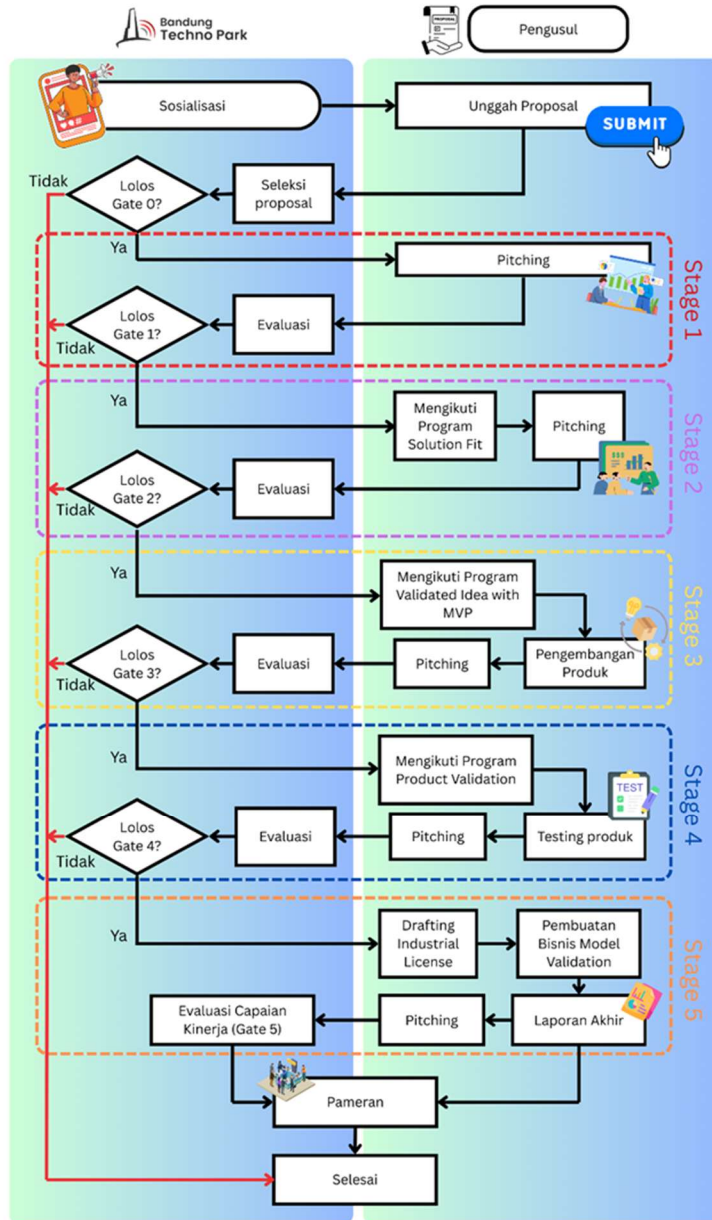 Bandung
Techno Park
PROPOSAL
Pengusul
Sosialisasi
Unggah Proposal
SUBMIT
Tidak
Lolos
Gate 0?
Seleksi
proposal
Ya
Pitching
Stage 1
Lolos
Gate 1?
Evaluasi
Tidak
Ya
Mengikuti
Program
Solution Fit
Pitching
Stage 2
Lolos
Gate 2?
Evaluasi
Tidak
Ya
Mengikuti Program
Validated Idea with
MVP
Stage 3
Lolos
Gate 3?
Evaluasi
Pitching
Pengembangan
Produk
Tidak
Ya
Mengikuti Program
Product Validation
TEST
Stage 4
Lolos
Gate 4?
Evaluasi
Pitching
Testing produk
Tidak
Ya
Drafting
Industrial
License
Pembuatan
Bisnis Model
Validation
Stage 5
Evaluasi Capaian
Kinerja (Gate 5)
Pitching
Laporan Akhir
Pameran
Selesai